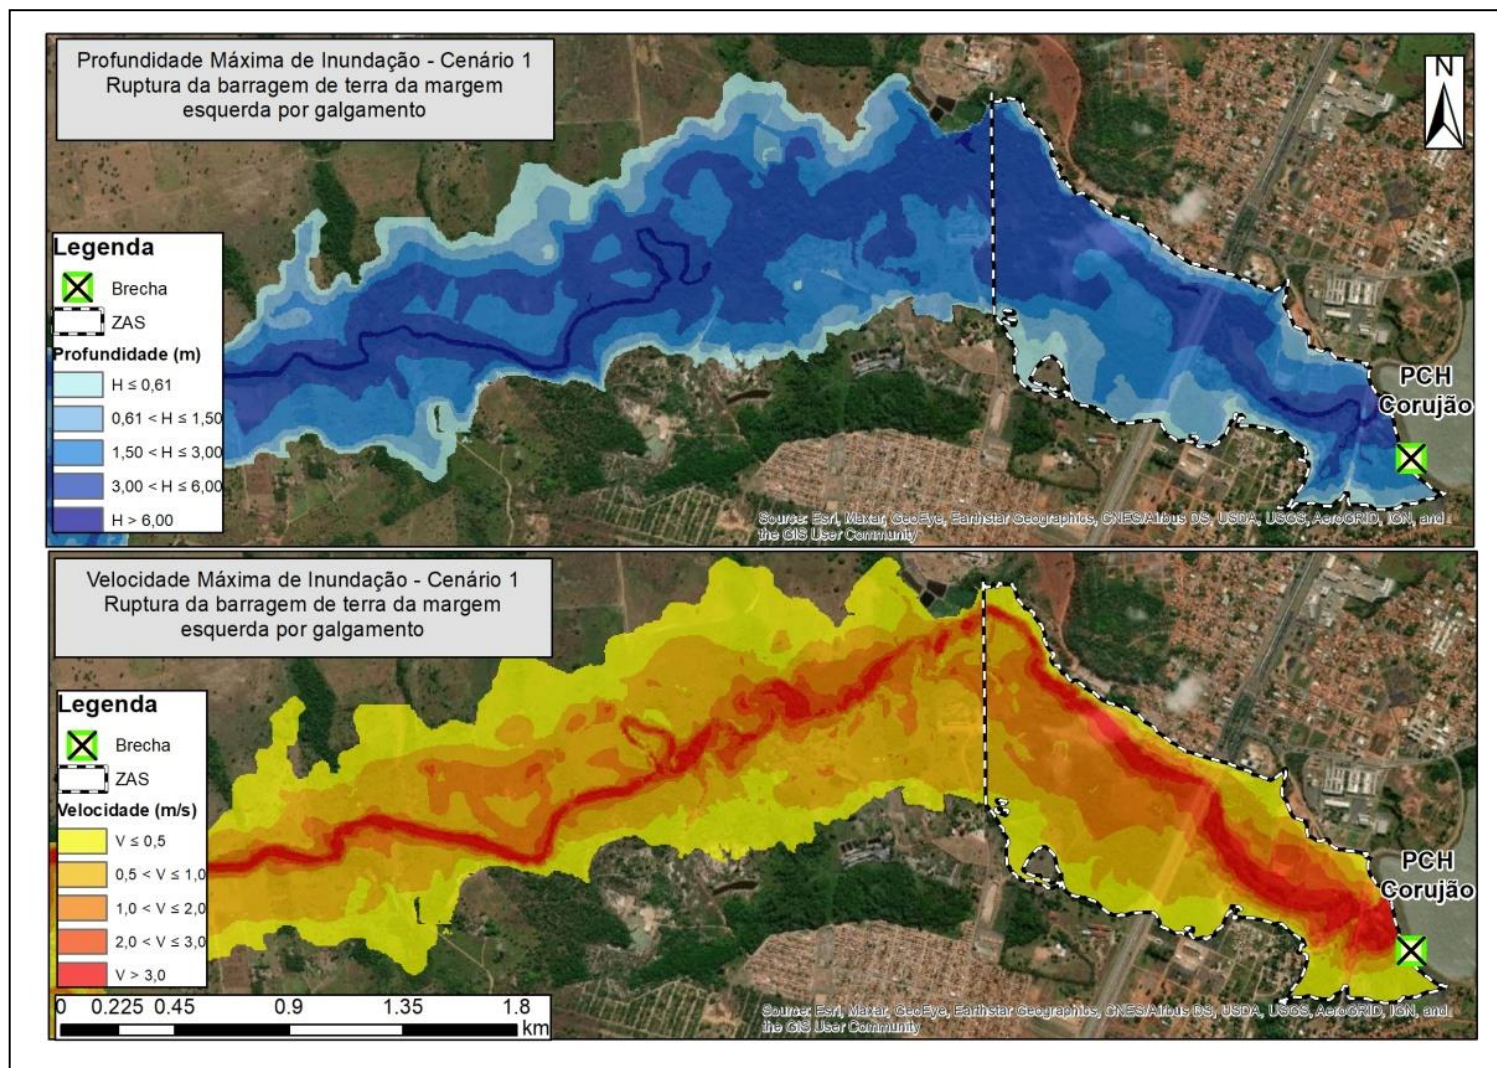 Profundidade Máxima de Inundação - Cenário 1
Ruptura da barragem de terra da margem
esquerda por galgamento
N
Legenda
Brecha
ZAS
Profundidade (m)
H ≤ 0,61
0,61 < H ≤ 1,50
1,50 < H ≤ 3,00
3,00 < H ≤ 6,00
H > 6,00
PCH
Corujão
Source: Esri, Maxar, GeoEye, Earthstar Geographics, CNES/Airbus DS, USDA, USGS, AeroGRID, IGN, and
the GIS User Community
Velocidade Máxima de Inundação - Cenário 1
Ruptura da barragem de terra da margem
esquerda por galgamento
Legenda
Brecha
ZAS
Velocidade (m/s)
V ≤ 0,5
0,5 < V ≤ 1,0
1,0 < V ≤ 2,0
2,0 < V ≤ 3,0
V > 3,0
PCH
Corujão
0 0.225 0.45 0.9 1.35 1.8
km
Source: Esri, Maxar, GeoEye, Earthstar Geographics, CNES/Airbus DS, USDA, USGS, AeroGRID, IGN, and
the GIS User Community